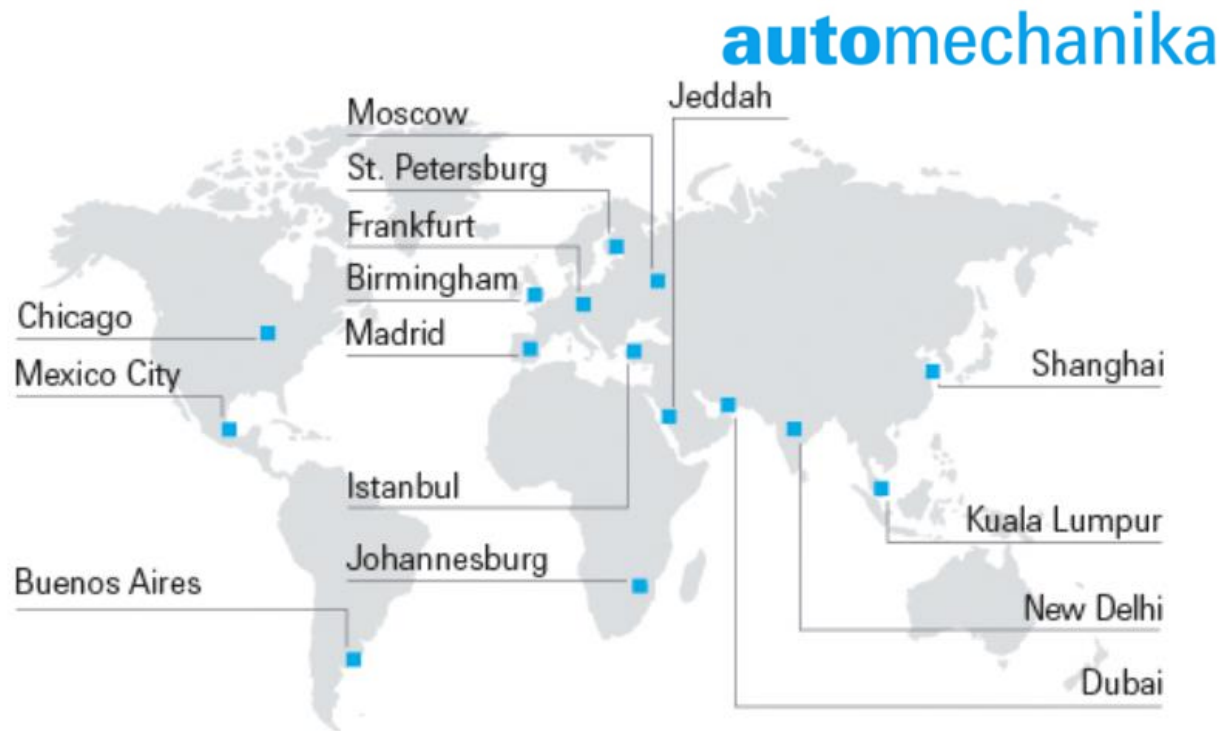 automechanika
Jeddah
Moscow
St. Petersburg
Frankfurt
Birmingham
Chicago
Madrid
Mexico City
Shanghai
Istanbul
Kuala Lumpur
Johannesburg
Buenos Aires
New Delhi
Dubai